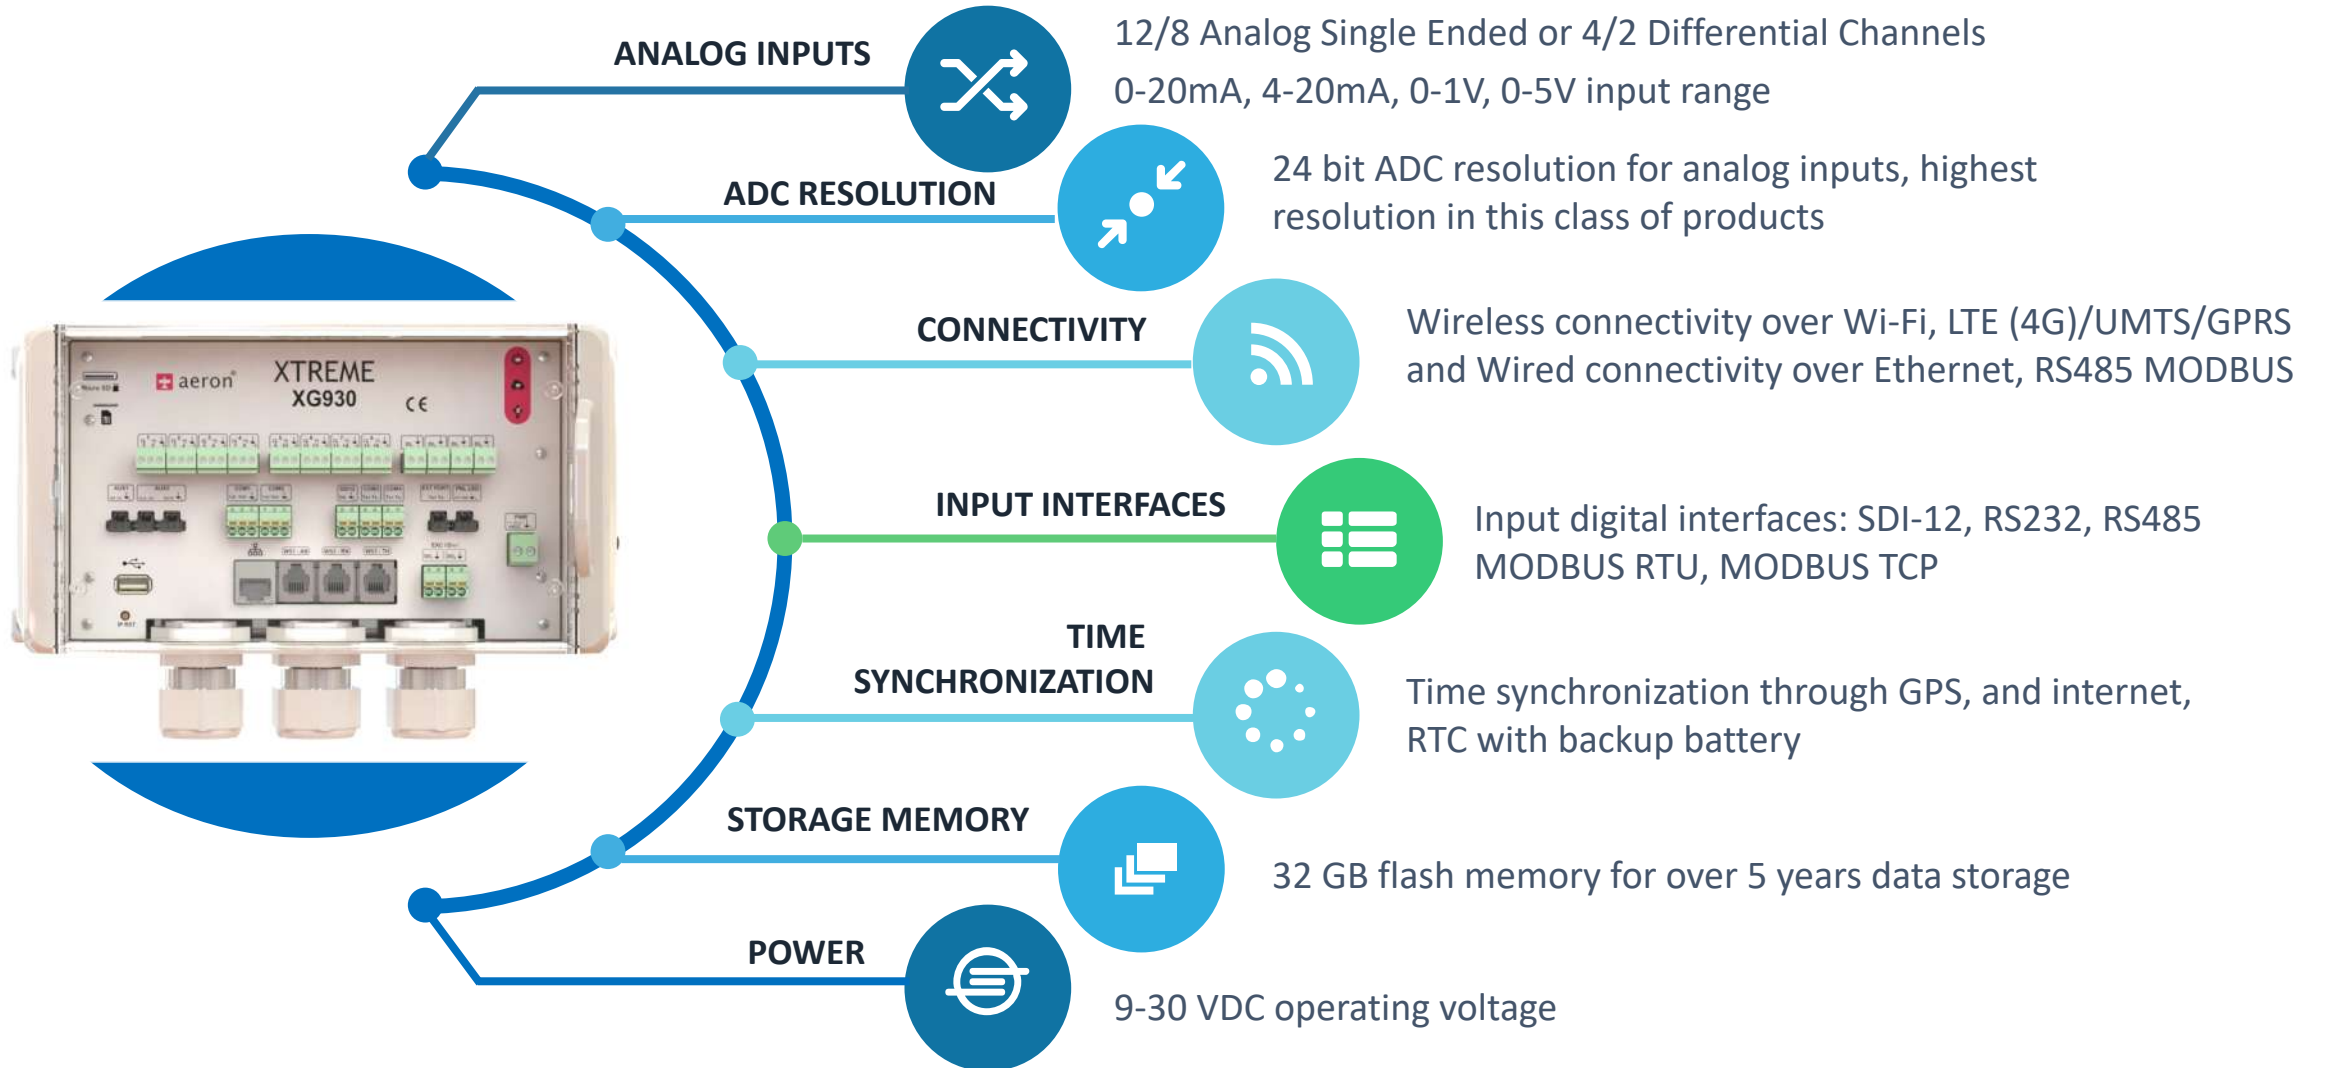 ANALOG INPUTS
12/8 Analog Single Ended or 4/2 Differential Channels
0-20mA, 4-20mA, 0-1V, 0-5V input range
ADC RESOLUTION
24 bit ADC resolution for analog inputs, highest
resolution in this class of products
CONNECTIVITY
Wireless connectivity over Wi-Fi, LTE (4G)/UMTS/GPRS
and Wired connectivity over Ethernet, RS485 MODBUS
aeron
XTREME
XG930
CE
INPUT INTERFACES
Input digital interfaces: SDI-12, RS232, RS485
MODBUS RTU, MODBUS TCP
TIME
SYNCHRONIZATION
Time synchronization through GPS, and internet,
RTC with backup battery
STORAGE MEMORY
32 GB flash memory for over 5 years data storage
POWER
9-30 VDC operating voltage